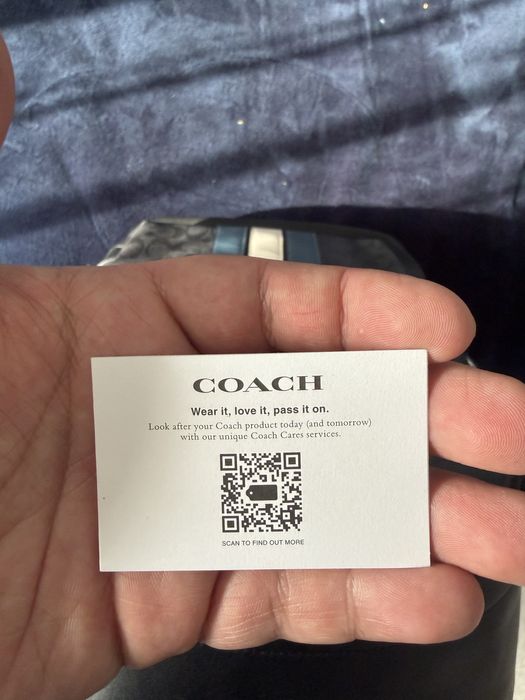 COACH
Wear it, love it, pass it on.
Look after your Coach product today (and tomorrow)
with our unique Coach Cares services.
SCAN TO FIND OUT MORE